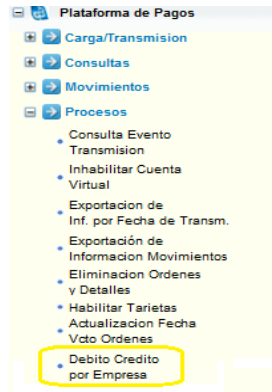 Plataforma de Pagos
Carga/Transmision
Consultas
Movimientos
Procesos
Consulta Evento
Transmision
Inhabilitar Cuenta
Virtual
Exportacion de
Inf. por Fecha de Transm.
Exportación de
Informacion Movimientos
Eliminacion Ordenes
y Detalles
Habilitar Tarjetas
Actualizacion Fecha
Vcto Ordenes
Debito Credito
por Empresa